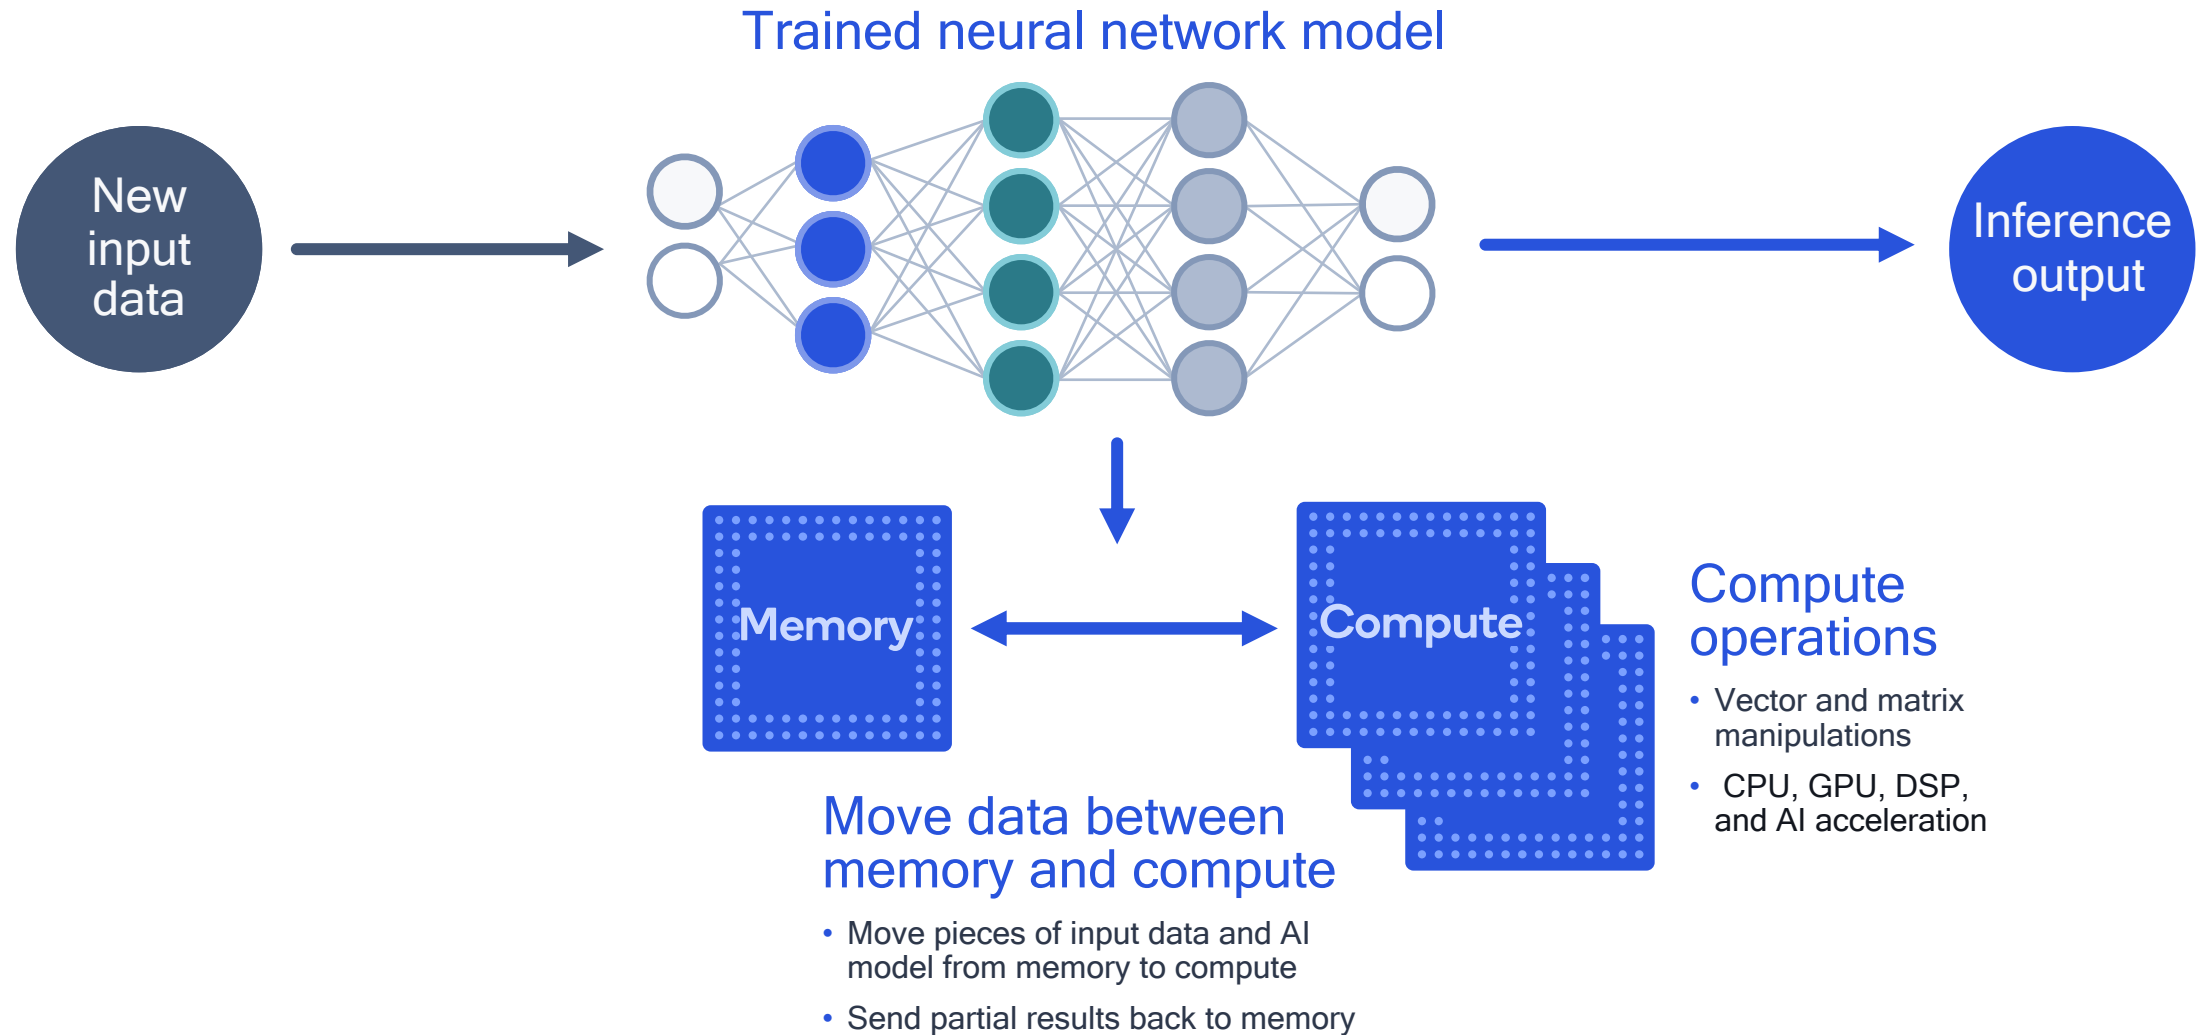 Trained neural network model
New
input
data
Inference
output
Memory
Compute
Compute
operations
• Vector and matrix
manipulations
• CPU, GPU, DSP,
and AI acceleration
Move data between
memory and compute
• Move pieces of input data and AI
model from memory to compute
• Send partial results back to memory